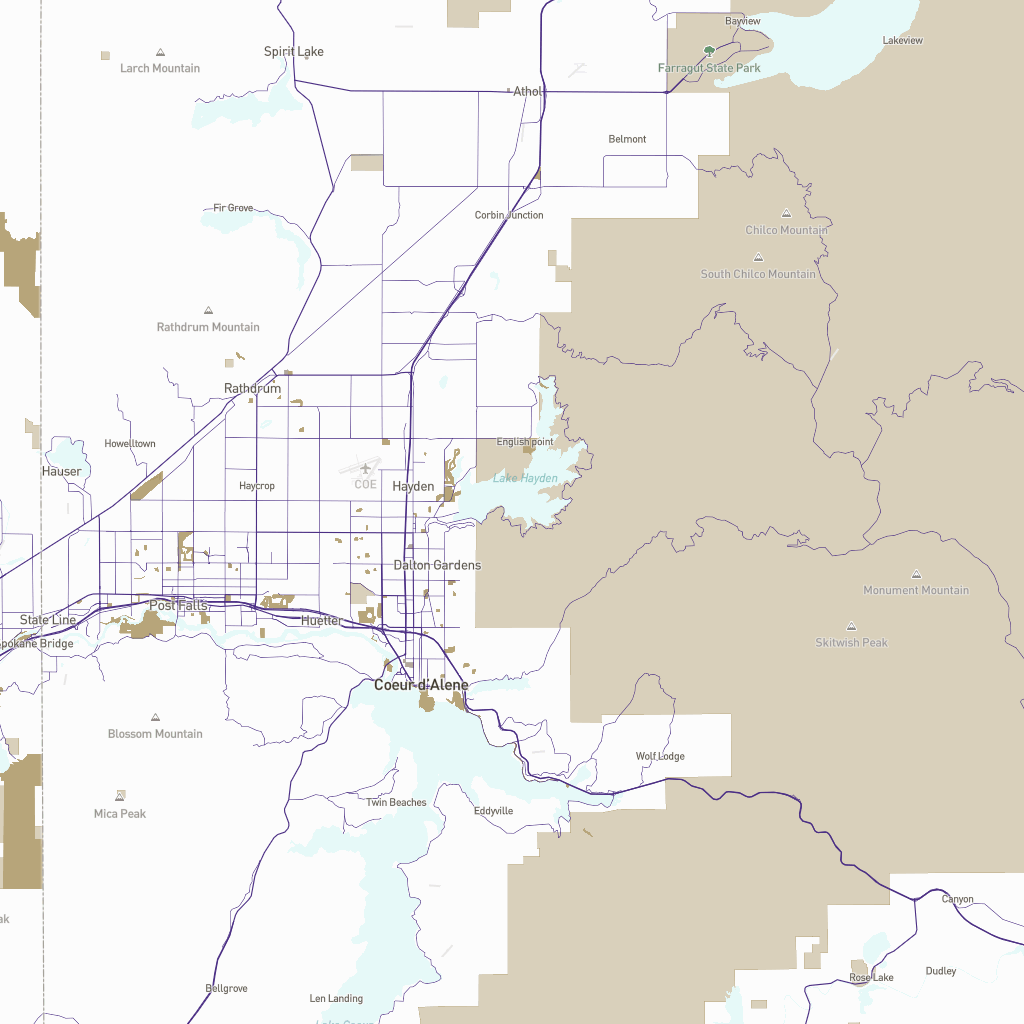 Bayview
Lakeview
Spirit Lake
Larch Mountain
Farragut State Park
Athol
Belmont
Fir Grove
Corbin Junction
Chilco Mountain
South Chilco Mountain
Rathdrum Mountain
Rathdrum
Howelltown
English point
Hauser
Lake Hayden
COE
Haycrop
Hayden
Dalton Gardens
Monument Mountain
Post Falls
State Line
Huetter
Spokane Bridge
Skitwish Peak
Coeur d'Alene
Blossom Mountain
Wolf Lodge
Twin Beaches
Eddyville
Mica Peak
Canyon
ak
Rose Lake
Dudley
Bellgrove
Len Landing